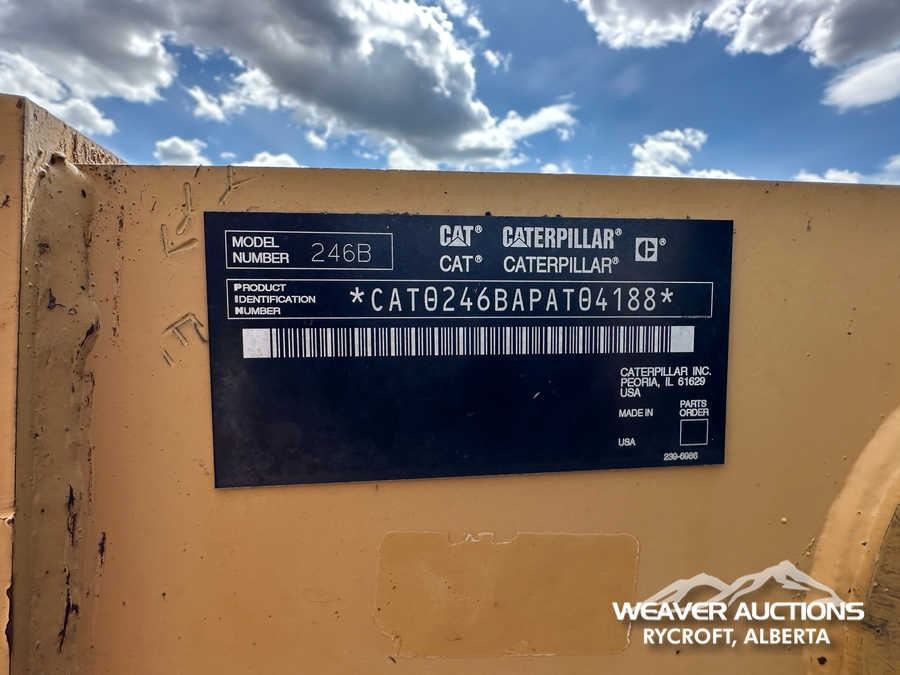 MODEL NUMBER 246B
CAT® CATERPILLAR® C®
CAT® CATERPILLAR®
PRODUCT IDENTIFICATION NUMBER *CAT0246BAPAT04188*
CATERPILLAR INC.
PEORIA, IL 61629
USA
MADE IN
PARTS ORDER
USA
239-6986
WEAVER AUCTIONS
RYCROFT, ALBERTA